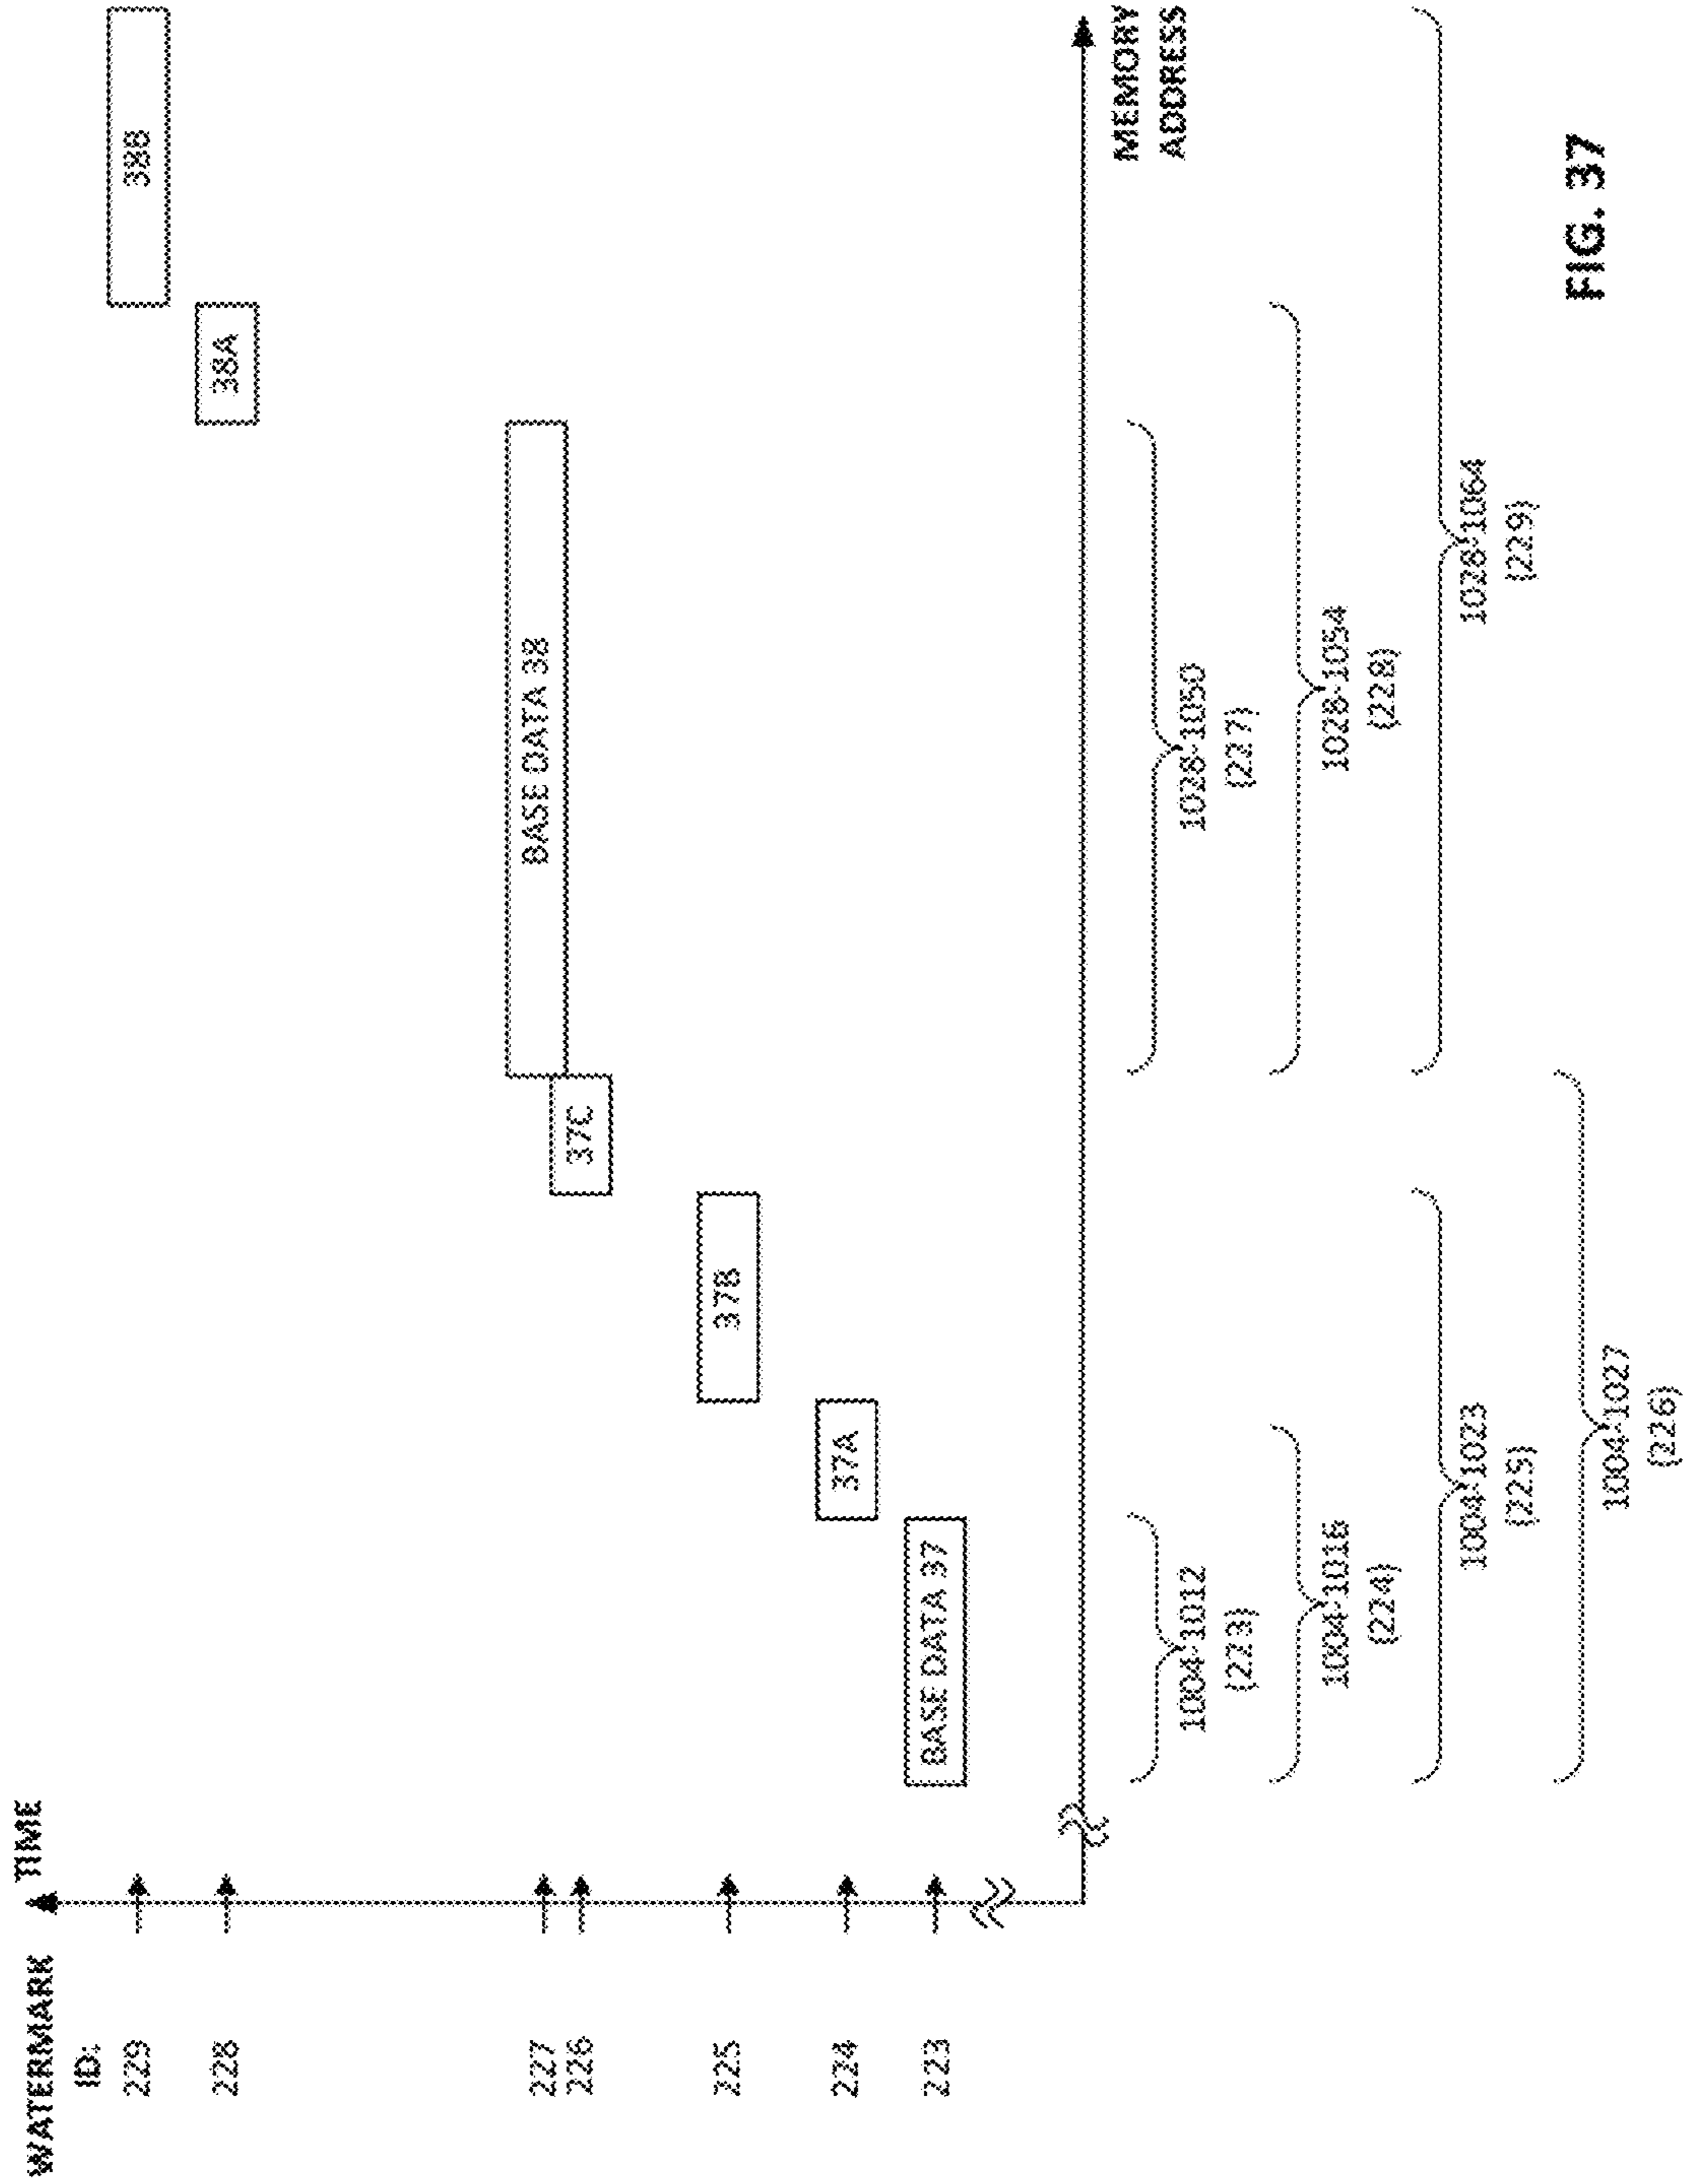 WATERMARK
ID:
TIME
229
228
227
226
225
224
223
38B
38A
BASE DATA 38
37C
37B
37A
BASE DATA 37
MEMORY
ADDRESS
1004-1012
(223)
1028-1050
(227)
1004-1016
(224)
1028-1054
(228)
1004-1023
(225)
1028-1064
(229)
1004-1027
(226)
FIG. 37